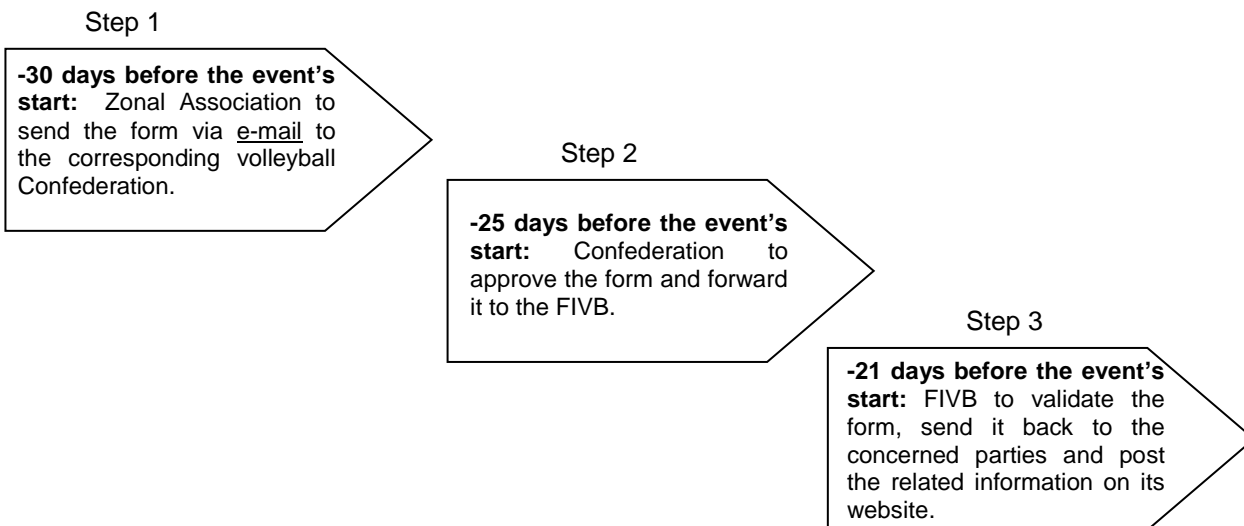 Step 1
-30 days before the event's
start: Zonal Association to
send the form via e-mail to
the corresponding volleyball
Confederation.
Step 2
-25 days before the event's
start: Confederation to
approve the form and forward
it to the FIVB.
Step 3
-21 days before the event's
start: FIVB to validate the
form, send it back to the
concerned parties and post
the related information on its
website.